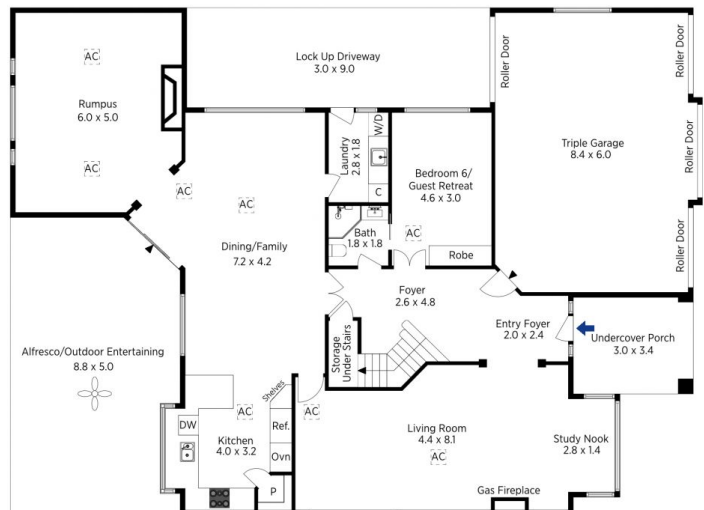 Lock Up Driveway
3.0 x 9.0
Roller Door
Roller Door
AC
Rumpus
6.0 x 5.0
AC
AC
AC
Laundry
2.8 x 1.8
W/D
C
Bedroom 6/
Guest Retreat
4.6 x 3.0
AC
Robe
Triple Garage
8.4 x 6.0
Roller Door
Roller Door
Bath
1.8 x 1.8
Dining/Family
7.2 x 4.2
Foyer
2.6 x 4.8
Entry Foyer
2.0 x 2.4
Undercover Porch
3.0 x 3.4
Storage
Under Stairs
Alfresco/Outdoor Entertaining
8.8 x 5.0
Shelves
AC
AC
DW
Ref.
Kitchen
4.0 x 3.2
Ovn
P
Living Room
4.4 x 8.1
AC
Study Nook
2.8 x 1.4
Gas Fireplace